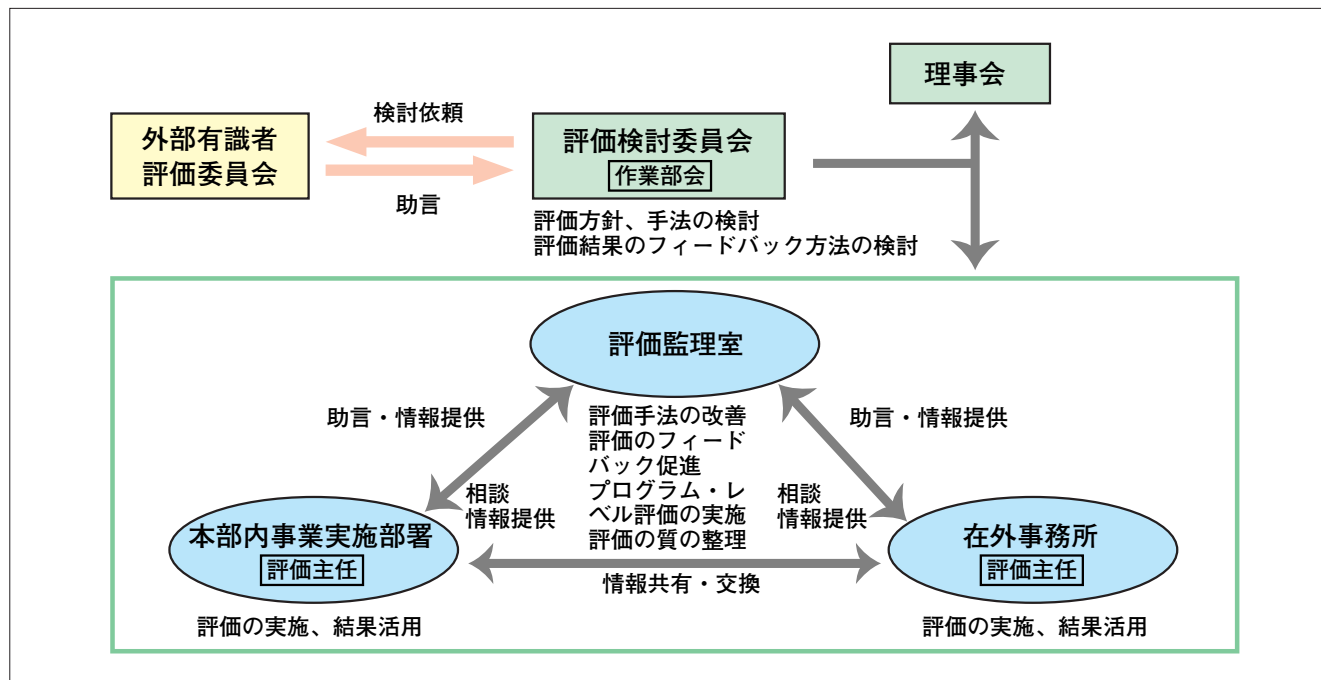 理事会
検討依頼
外部有識者
評価委員会
評価検討委員会
作業部会
助言
評価方針、手法の検討
評価結果のフィードバック方法の検討
評価監理室
助言・情報提供
評価手法の改善
評価のフィード
バック促進
プログラム・レ
ベル評価の実施
評価の質の整理
助言・情報提供
相談
情報提供
相談
情報提供
本部内事業実施部署
評価主任
在外事務所
評価主任
情報共有・交換
評価の実施、結果活用
評価の実施、結果活用